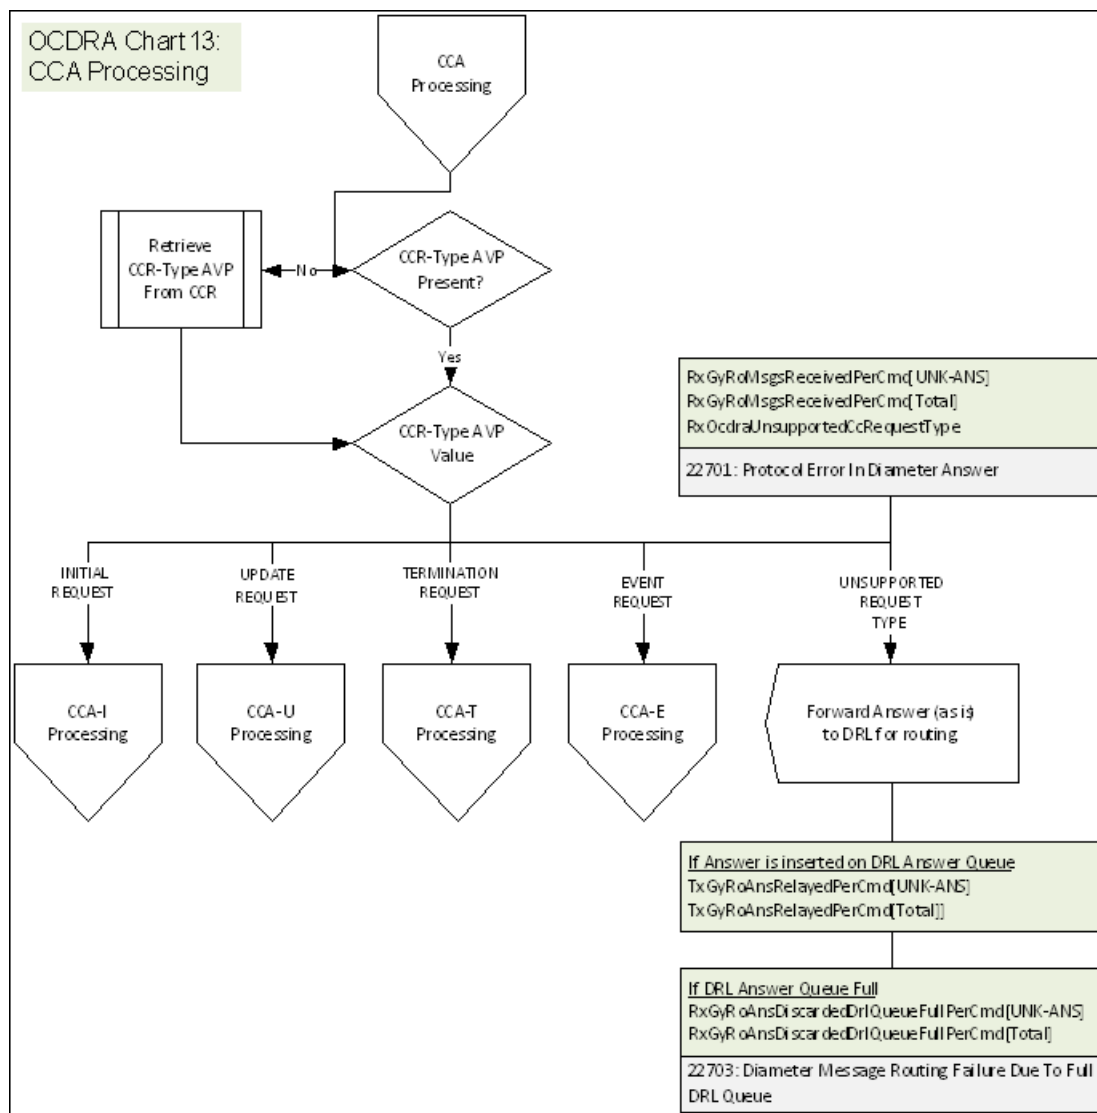 OCDRA Chart 13:
CCA Processing
CCA
Processing
Retrieve
CCR-Type AVP
From CCR
No
CCR-Type AVP
Present?
Yes
CCR-Type AVP
Value
RxGyRoMsgsReceivedPerCmd[UNK-ANS]
RxGyRoMsgsReceivedPerCmd[Total]
RxOcdraUnsupportedCcRequestType
22701: Protocol Error In Diameter Answer
INITIAL
REQUEST
UPDATE
REQUEST
TERMINATION
REQUEST
EVENT
REQUEST
UNSUPPORTED
REQUEST
TYPE
CCA-I
Processing
CCA-U
Processing
CCA-T
Processing
CCA-E
Processing
Forward Answer (as is)
to DRL for routing
If Answer is inserted on DRL Answer Queue
TxGyRoAnsRelayedPerCmd[UNK-ANS]
TxGyRoAnsRelayedPerCmd[Total]]
If DRL Answer Queue Full
RxGyRoAnsDiscardedDrlQueueFullPerCmd[UNK-ANS]
RxGyRoAnsDiscardedDrlQueueFullPerCmd[Total]
22703: Diameter Message Routing Failure Due To Full
DRL Queue